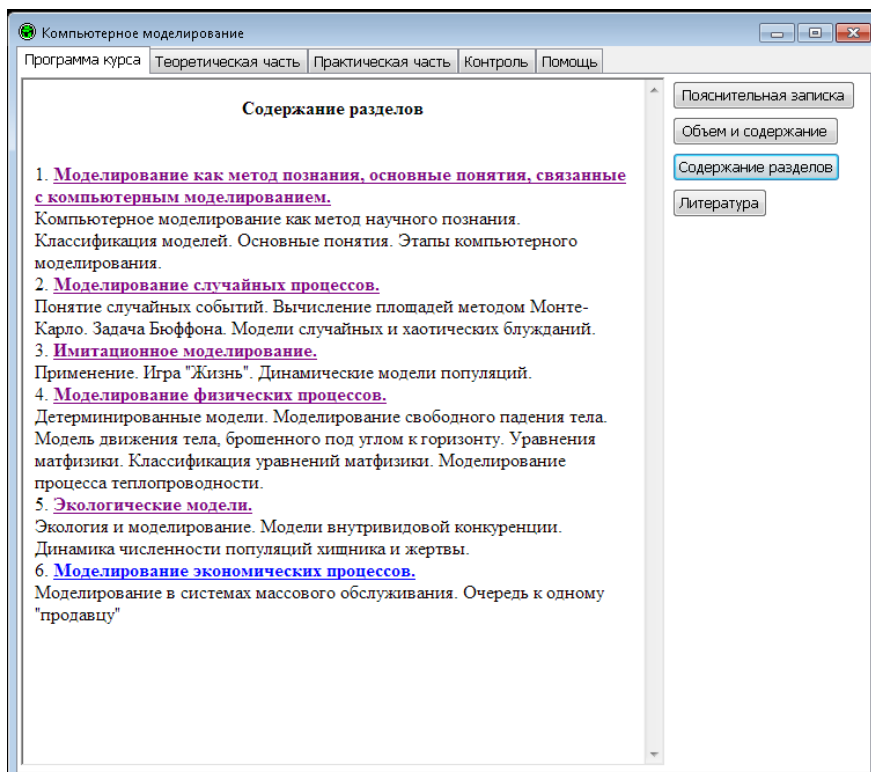 Компьютерное моделирование
Программа курса Теоретическая часть Практическая часть Контроль Помощь
Содержание разделов
1. Моделирование как метод познания, основные понятия, связанные
с компьютерным моделированием.
Компьютерное моделирование как метод научного познания.
Классификация моделей. Основные понятия. Этапы компьютерного
моделирования.
2. Моделирование случайных процессов.
Понятие случайных событий. Вычисление площадей методом Монте-
Карло. Задача Бюффона. Модели случайных и хаотических блужданий.
3. Имитационное моделирование.
Применение. Игра "Жизнь". Динамические модели популяций.
4. Моделирование физических процессов.
Детерминированные модели. Моделирование свободного падения тела.
Модель движения тела, брошенного под углом к горизонту. Уравнения
матфизики. Классификация уравнений матфизики. Моделирование
процесса теплопроводности.
5. Экологические модели.
Экология и моделирование. Модели внутривидовой конкуренции.
Динамика численности популяций хищника и жертвы.
6. Моделирование экономических процессов.
Моделирование в системах массового обслуживания. Очередь к одному
"продавцу"
Пояснительная записка
Объем и содержание
Содержание разделов
Литература